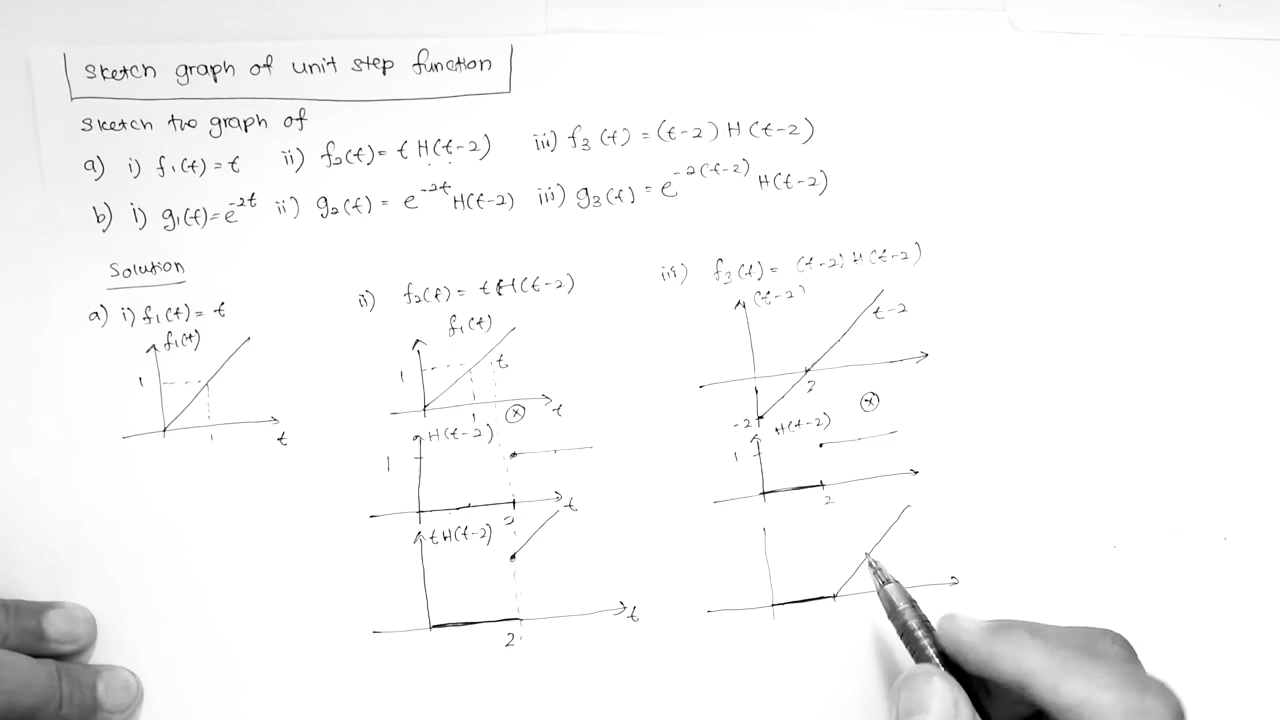 Sketch graph of unit step function
Sketch the graph of
a) i) f₁(t) = t ii) f₂(t) = t H(t-2) iii) f₃(t) = (t-2) H(t-2)
b) i) g₁(t) = e⁻²ᵗ ii) g₂(t) = e⁻²ᵗ H(t-2) iii) g₃(t) = e^-2(t-2) H(t-2)
Solution
a) i) f₁(t) = t
f₁(t)
1
1
t
ii) f₂(t) = t H(t-2)
f₁(t)
t
1
1
⊗
t
H(t-2)
1
2
t
t H(t-2)
2
t
iii) f₃(t) = (t-2) H(t-2)
(t-2)
t-2
2
-2
⊗
H(t-2)
1
2